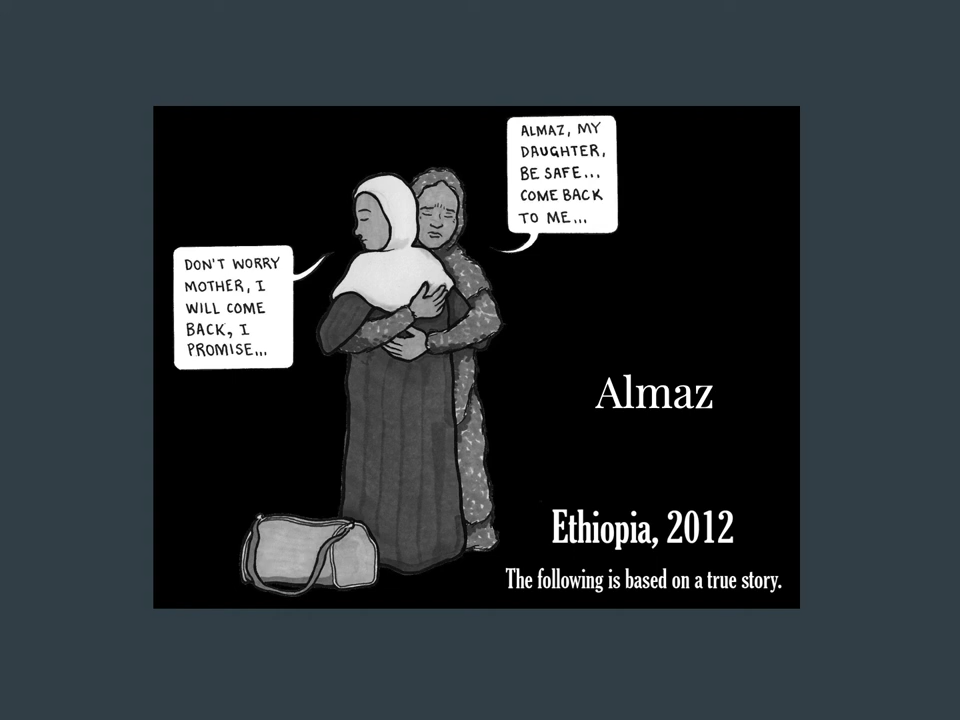 ALMAZ, MY
DAUGHTER,
BE SAFE...
COME BACK
TO ME...
DON'T WORRY
MOTHER, I
WILL COME
BACK, I
PROMISE...
Almaz
Ethiopia, 2012
The following is based on a true story.